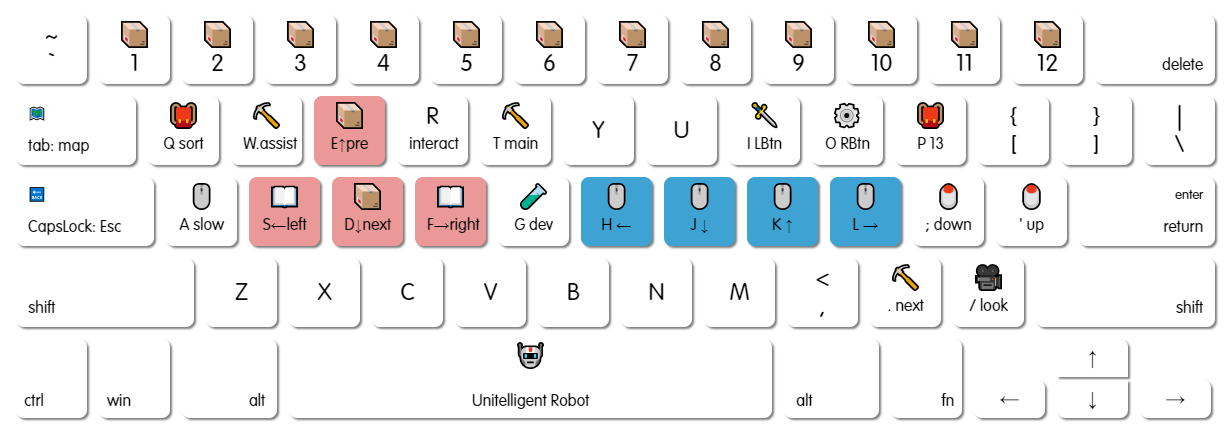 ~
`
1
2
3
4
5
6
7
8
9
10
11
12
delete
tab: map
Q sort
W.assist
E↑pre
R
interact
T main
Y
U
I LBtn
O RBtn
P 13
{
[
}
]
|
\
BACK
CapsLock: Esc
A slow
S←left
D↓next
F→right
G dev
H ←
J ↓
K ↑
L →
; down
' up
enter
return
shift
Z
X
C
V
B
N
M
<
,
. next
/ look
shift
ctrl
win
alt
Unitelligent Robot
alt
fn
←
↑
↓
→